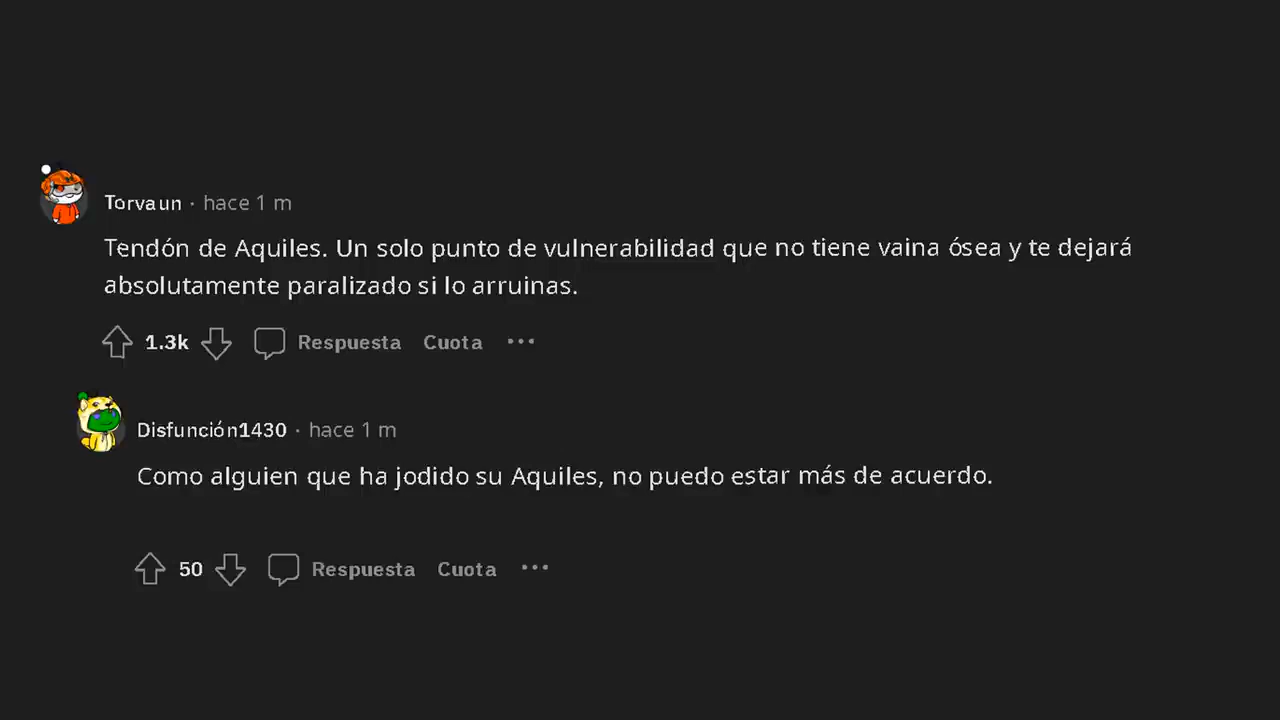 Torvaun · hace 1 m
Tendón de Aquiles. Un solo punto de vulnerabilidad que no tiene vaina ósea y te dejará
absolutamente paralizado si lo arruinas.
1.3k Respuesta Cuota ···
Disfunción1430 · hace 1 m
Como alguien que ha jodido su Aquiles, no puedo estar más de acuerdo.
50 Respuesta Cuota ···